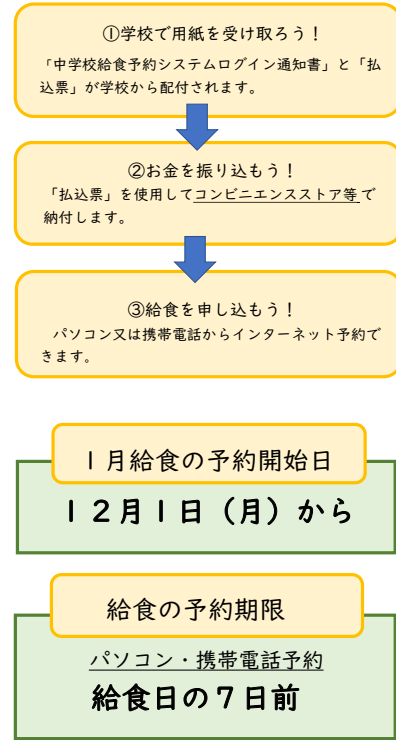 ①学校で用紙を受け取ろう！
「中学校給食予約システムログイン通知書」と「払
込票」が学校から配付されます。
②お金を振り込もう！
「払込票」を使用してコンビニエンスストア等で
納付します。
③給食を申し込もう！
パソコン又は携帯電話からインターネット予約で
きます。
１月給食の予約開始日
１２月１日（月）から
給食の予約期限
パソコン・携帯電話予約
給食日の７日前